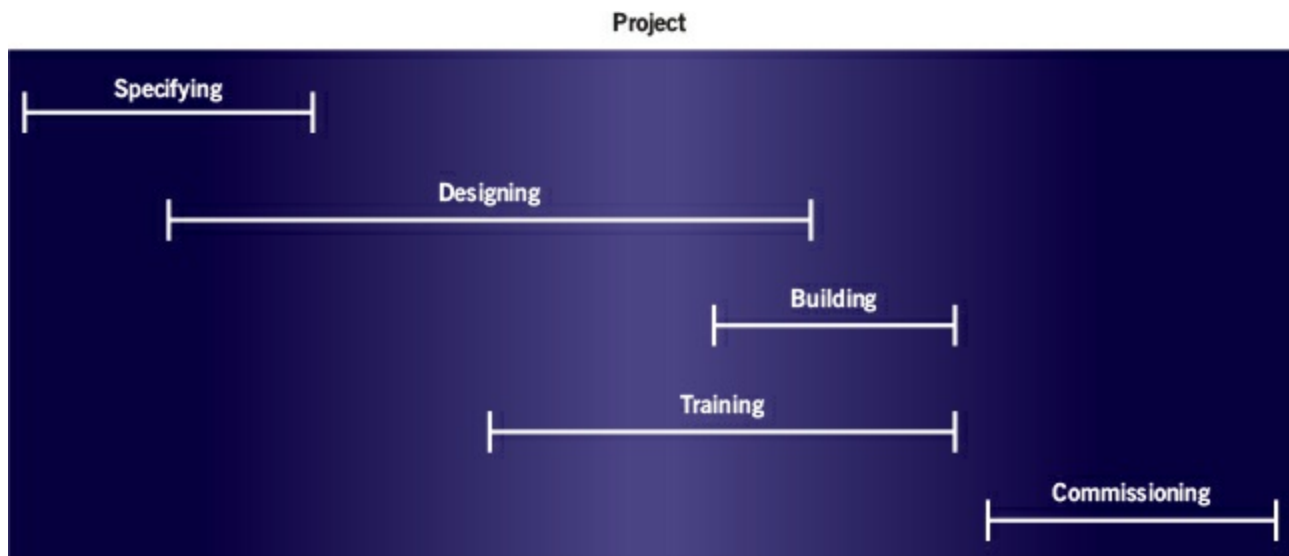 Project
Specifying
Designing
Building
Training
Commissioning